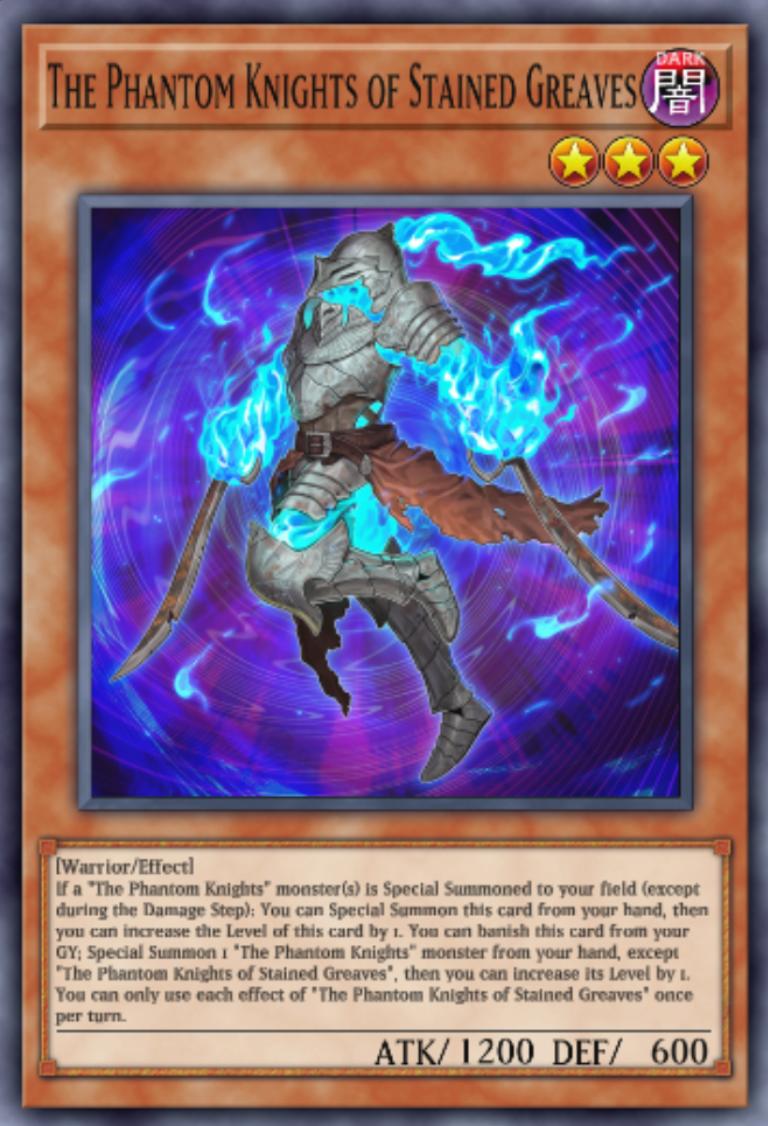 THE PHANTOM KNIGHTS OF STAINED GREAVES
DARK
闇
[Warrior/Effect]
If a "The Phantom Knights" monster(s) is Special Summoned to your field (except
during the Damage Step): You can Special Summon this card from your hand, then
you can increase the Level of this card by 1. You can banish this card from your
GY; Special Summon 1 "The Phantom Knights" monster from your hand, except
"The Phantom Knights of Stained Greaves", then you can increase its Level by 1.
You can only use each effect of "The Phantom Knights of Stained Greaves" once
per turn.
ATK/ 1200 DEF/ 600